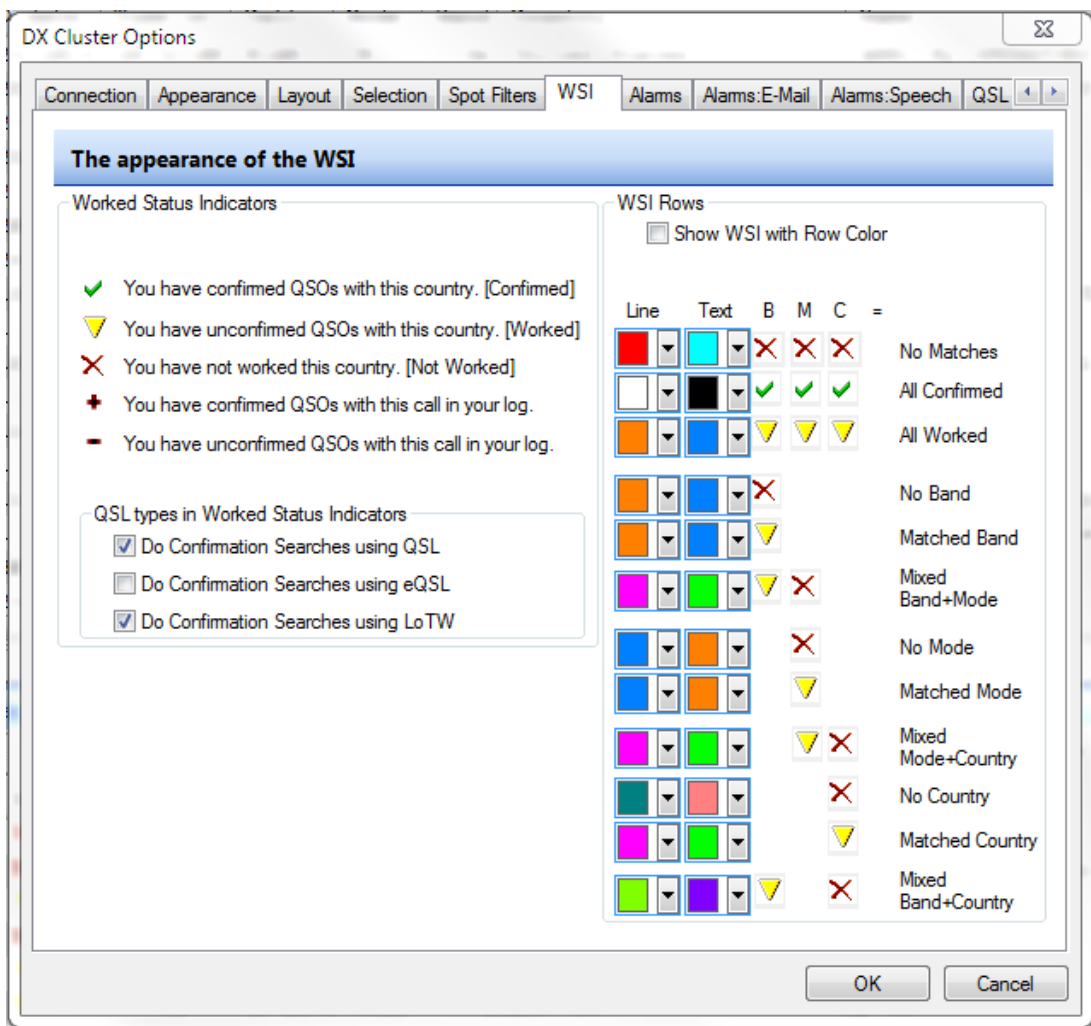 DX Cluster Options
Connection Appearance Layout Selection Spot Filters WSI Alarms Alarms:E-Mail Alarms:Speech QSL
The appearance of the WSI
Worked Status Indicators
You have confirmed QSOs with this country. [Confirmed]
You have unconfirmed QSOs with this country. [Worked]
You have not worked this country. [Not Worked]
You have confirmed QSOs with this call in your log.
You have unconfirmed QSOs with this call in your log.
QSL types in Worked Status Indicators
Do Confirmation Searches using QSL
Do Confirmation Searches using eQSL
Do Confirmation Searches using LoTW
WSI Rows
Show WSI with Row Color
Line Text B M C =
No Matches
All Confirmed
All Worked
No Band
Matched Band
Mixed
Band+Mode
No Mode
Matched Mode
Mixed
Mode+Country
No Country
Matched Country
Mixed
Band+Country
OK Cancel